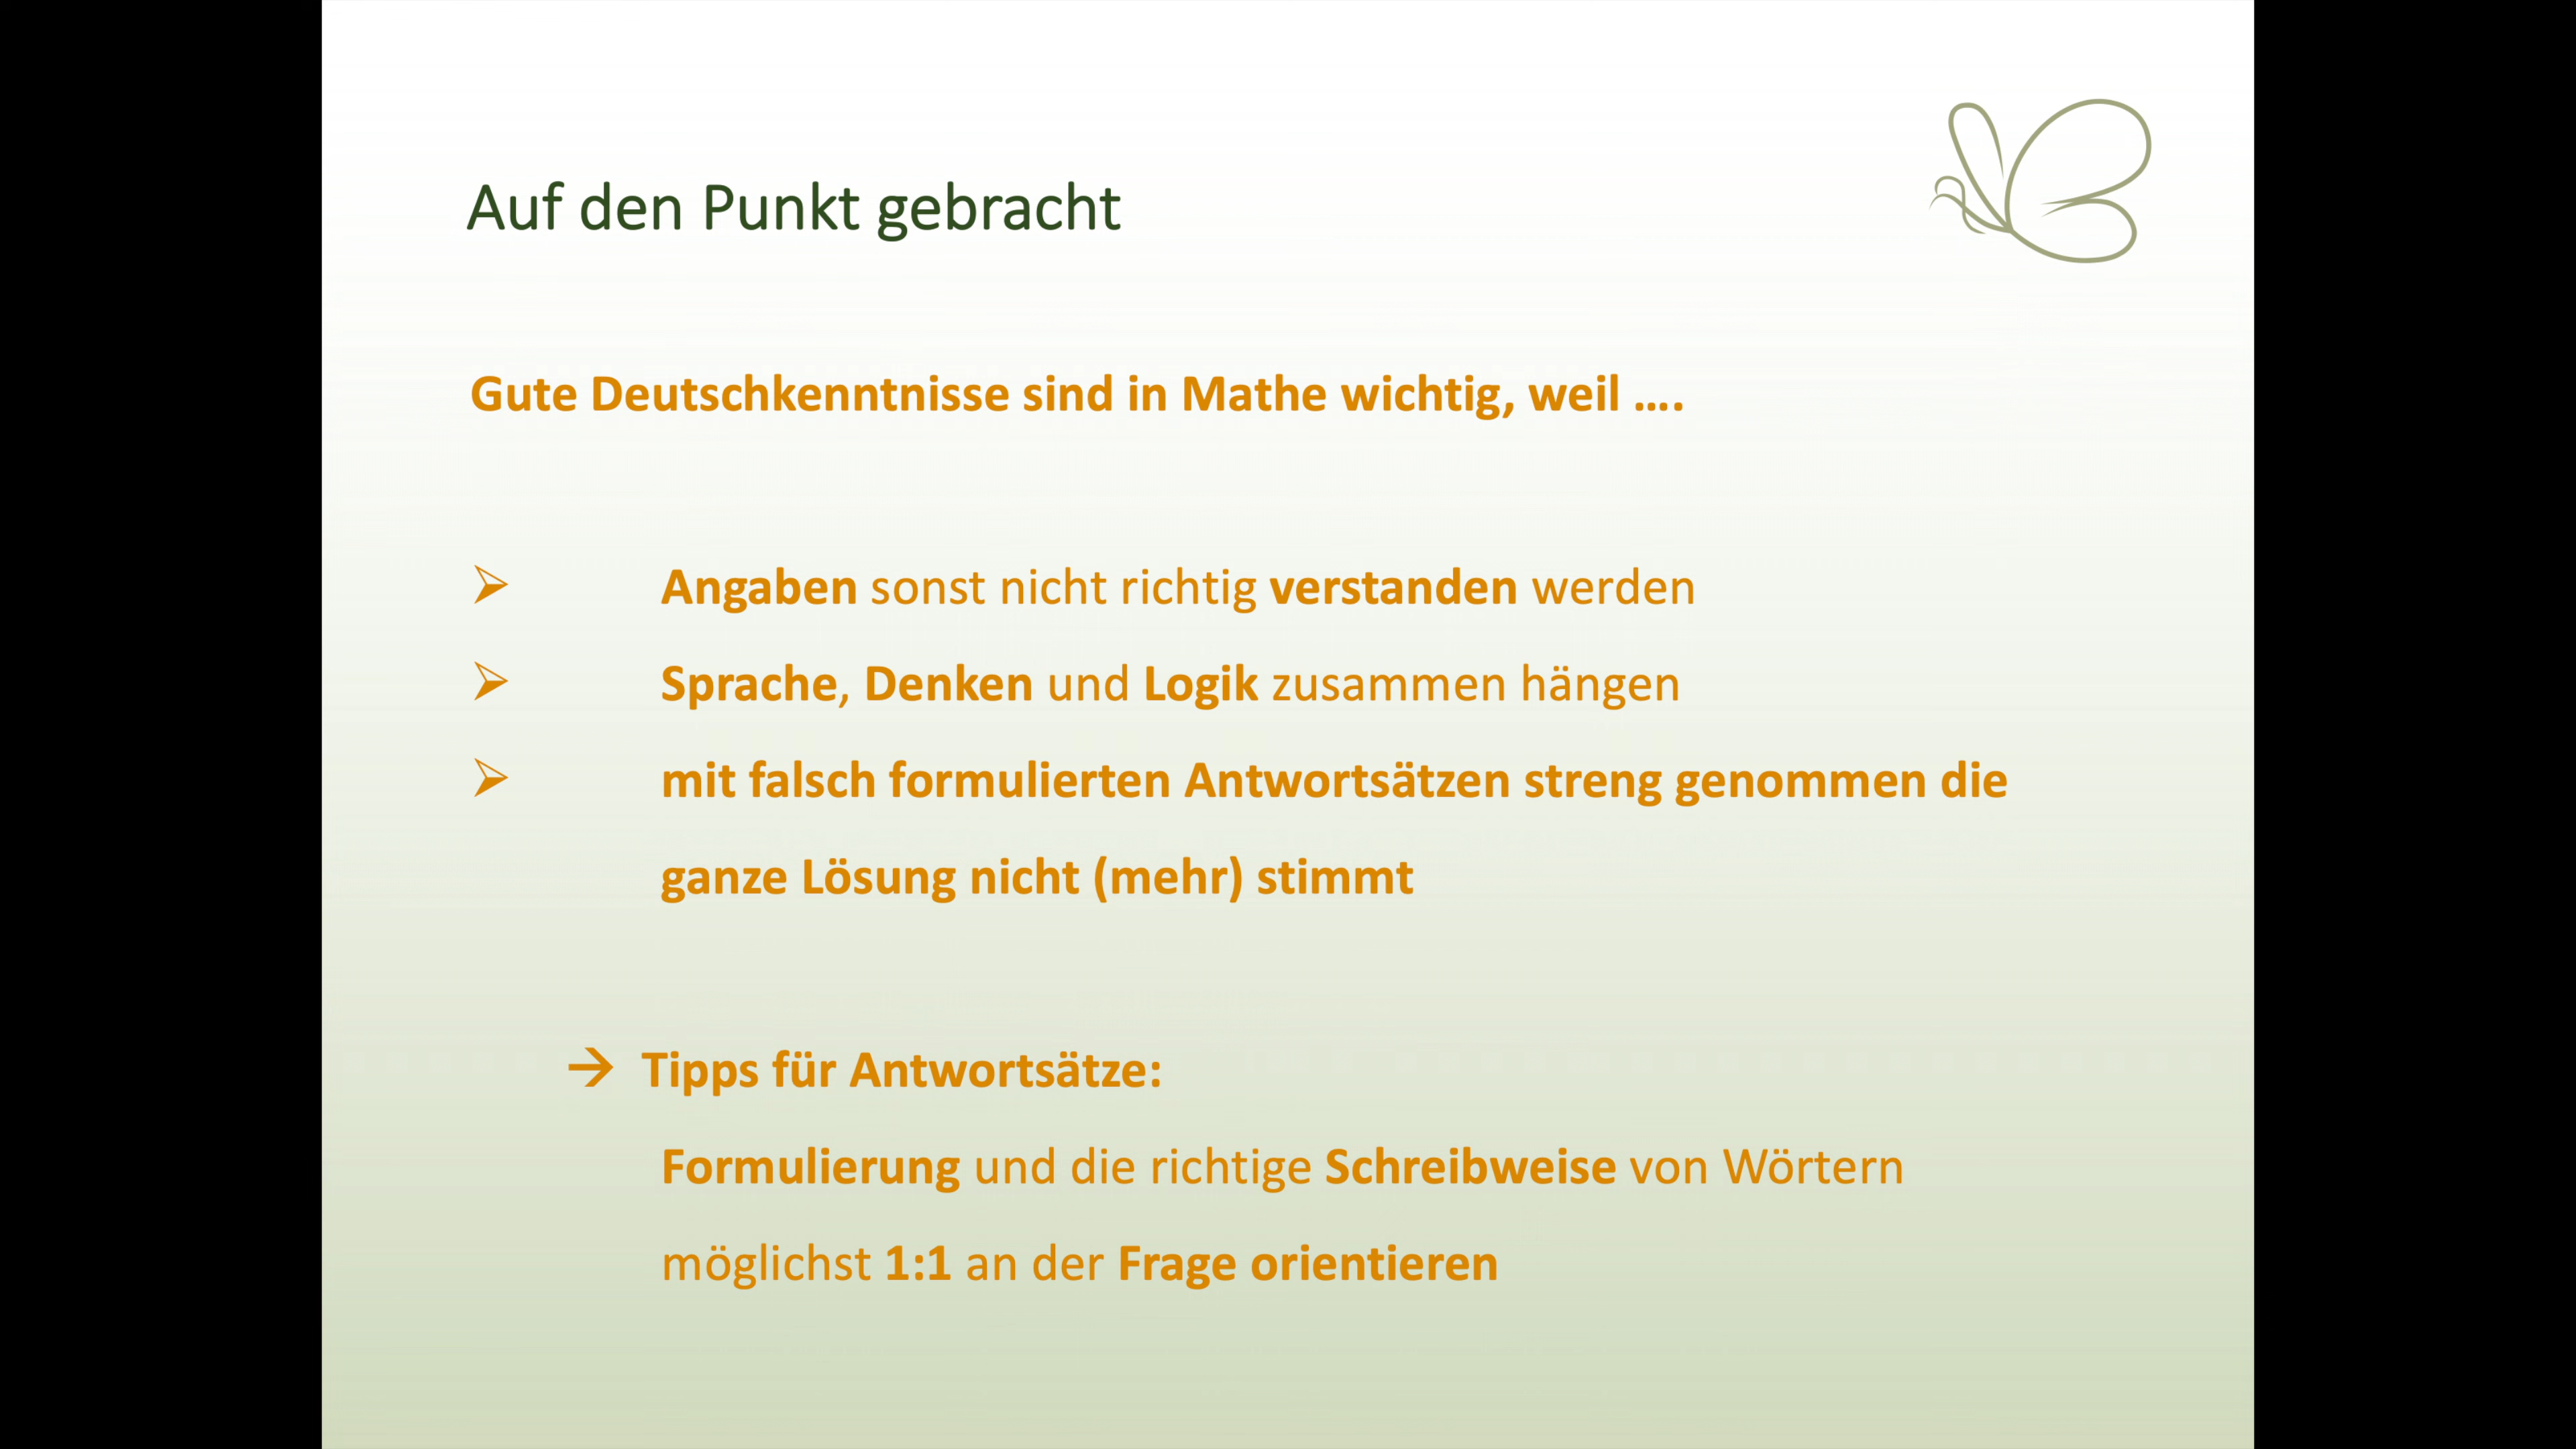 Auf den Punkt gebracht
Gute Deutschkenntnisse sind in Mathe wichtig, weil ....
Angaben sonst nicht richtig verstanden werden
Sprache, Denken und Logik zusammen hängen
mit falsch formulierten Antwortsätzen streng genommen die
ganze Lösung nicht (mehr) stimmt
→ Tipps für Antwortsätze:
Formulierung und die richtige Schreibweise von Wörtern
möglichst 1:1 an der Frage orientieren